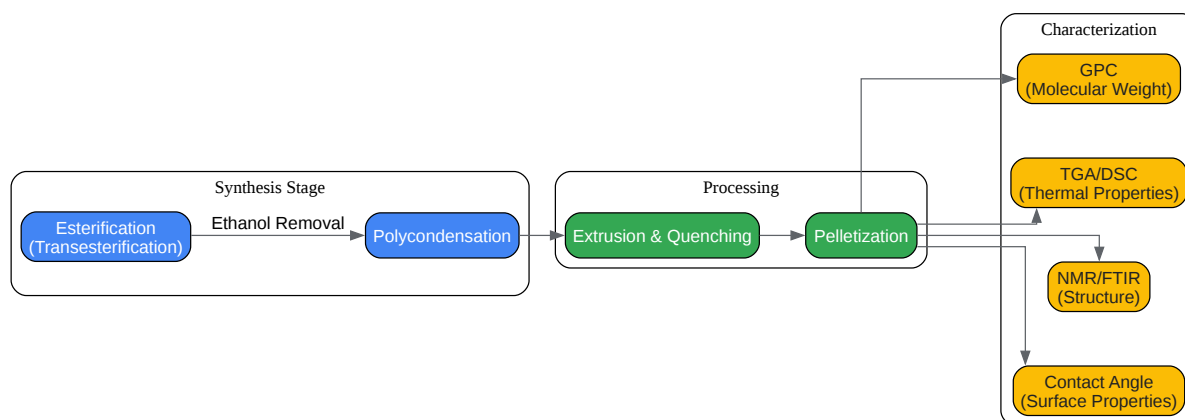 Synthesis Stage
Esterification
(Transesterification)
Ethanol Removal
Polycondensation
Processing
Extrusion & Quenching
Pelletization
Characterization
GPC
(Molecular Weight)
TGA/DSC
(Thermal Properties)
NMR/FTIR
(Structure)
Contact Angle
(Surface Properties)